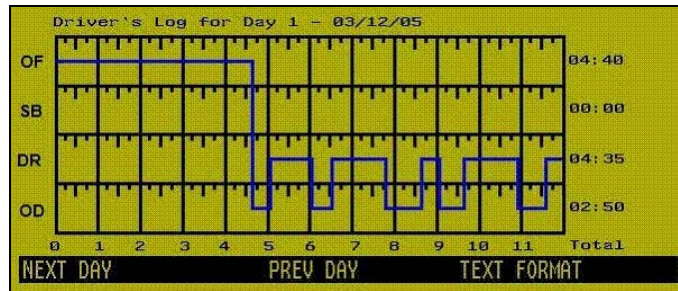 Driver's Log for Day 1 - 03/12/05
OF 04:40
SB 00:00
DR 04:35
OD 02:50
0 1 2 3 4 5 6 7 8 9 10 11 Total
NEXT DAY PREV DAY TEXT FORMAT